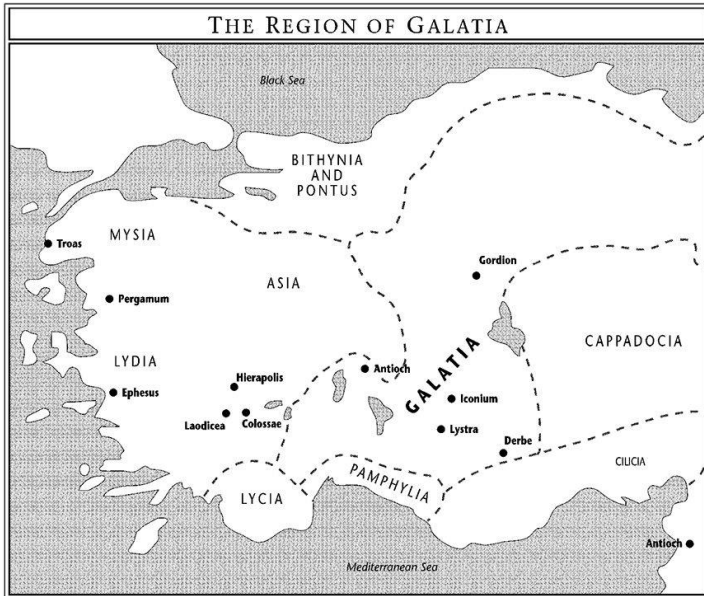 THE REGION OF GALATIA
Black Sea
BITHYNIA
AND
PONTUS
MYSIA
Troas
Gordion
ASIA
Pergamum
CAPPADOCIA
LYDIA
GALATIA
Antioch
Hierapolis
Ephesus
Iconium
Laodicea
Colossae
Lystra
Derbe
CILICIA
PAMPHYLIA
LYCIA
Antioch
Mediterranean Sea